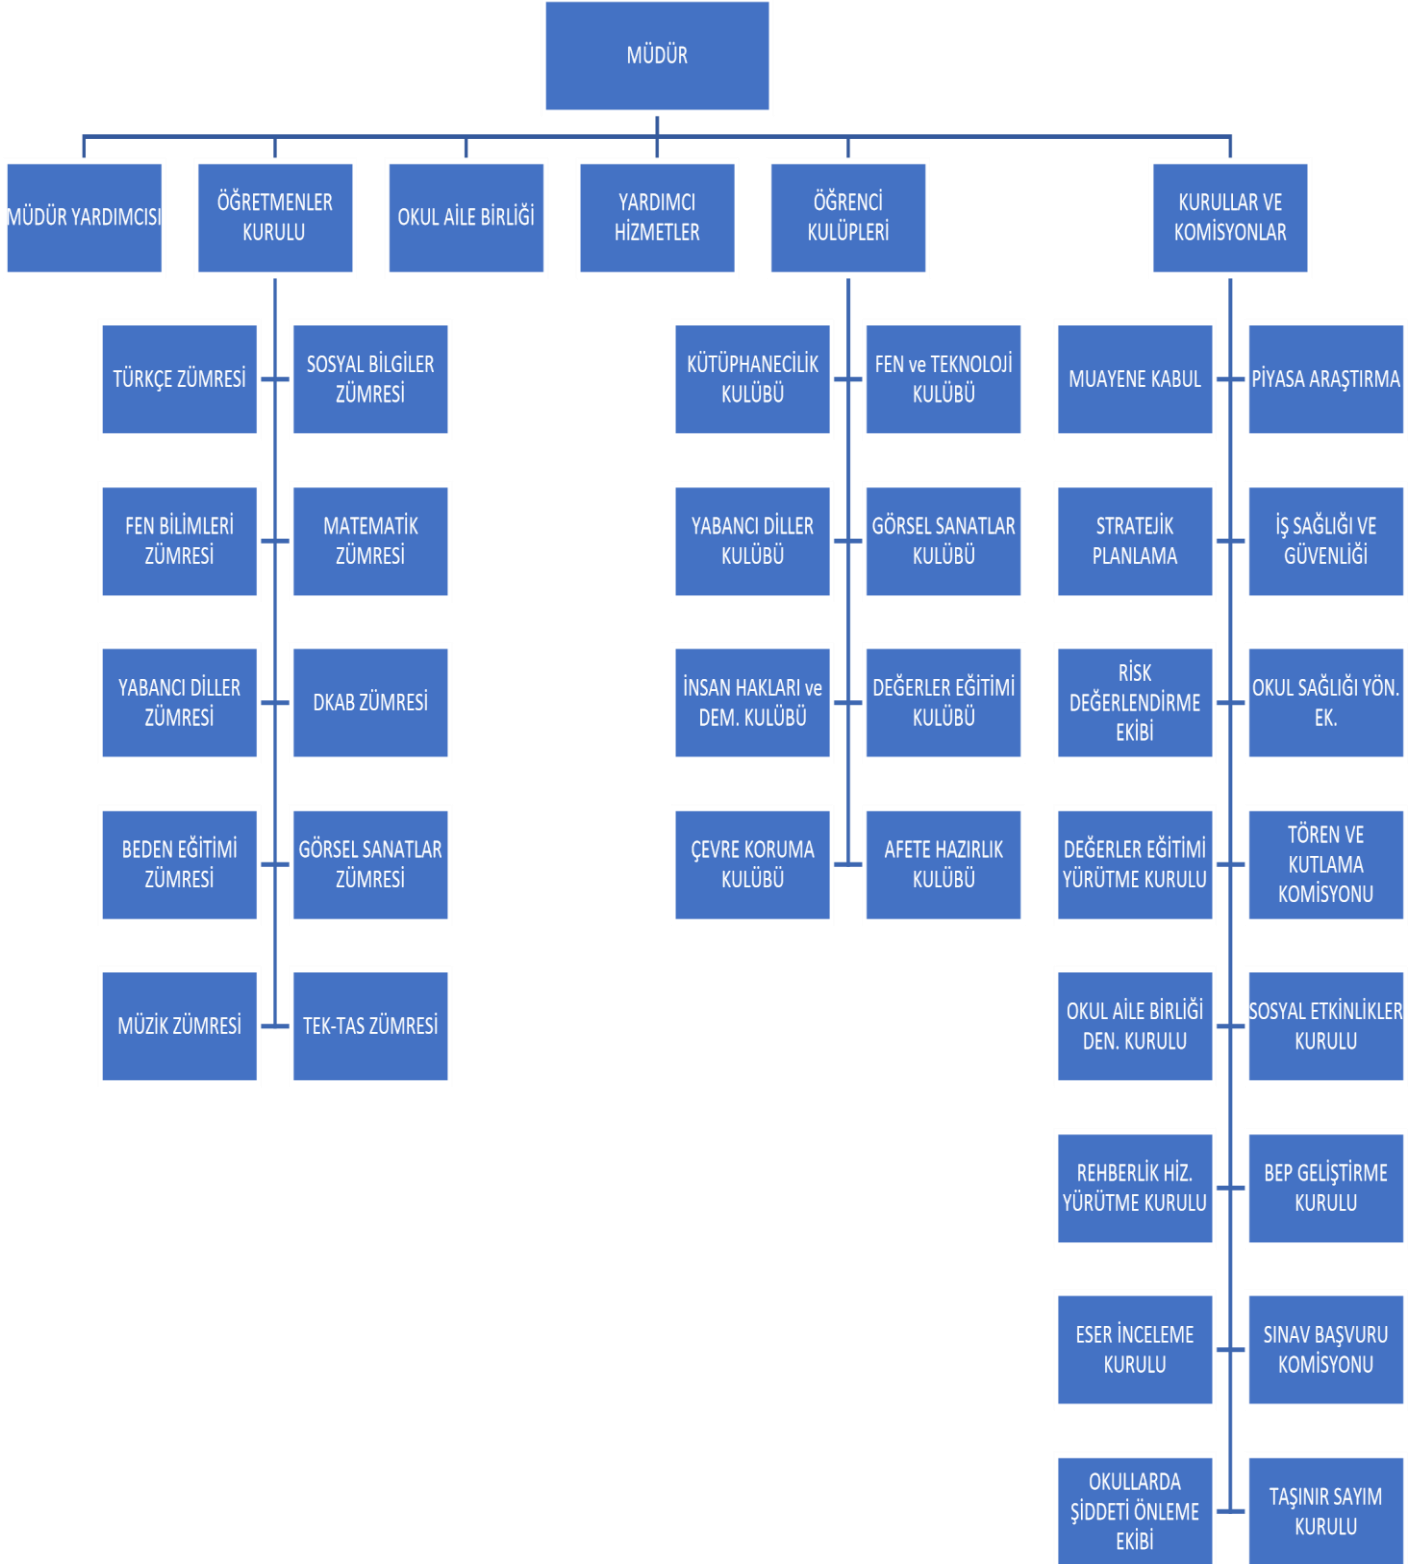 MÜDÜR
MÜDÜR YARDIMCISI
ÖĞRETMENLER
KURULU
OKUL AİLE BİRLİĞİ
YARDIMCI
HİZMETLER
ÖĞRENCİ
KULÜPLERİ
KURULLAR VE
KOMİSYONLAR
TÜRKÇE ZÜMRESİ
SOSYAL BİLGİLER
ZÜMRESİ
FEN BİLİMLERİ
ZÜMRESİ
MATEMATİK
ZÜMRESİ
YABANCI DİLLER
ZÜMRESİ
DKAB ZÜMRESİ
BEDEN EĞİTİMİ
ZÜMRESİ
GÖRSEL SANATLAR
ZÜMRESİ
MÜZİK ZÜMRESİ
TEK-TAS ZÜMRESİ
KÜTÜPHANECİLİK
KULÜBÜ
FEN ve TEKNOLOJİ
KULÜBÜ
YABANCI DİLLER
KULÜBÜ
GÖRSEL SANATLAR
KULÜBÜ
İNSAN HAKLARI ve
DEM. KULÜBÜ
DEĞERLER EĞİTİMİ
KULÜBÜ
ÇEVRE KORUMA
KULÜBÜ
AFETE HAZIRLIK
KULÜBÜ
MUAYENE KABUL
PİYASA ARAŞTIRMA
STRATEJİK
PLANLAMA
İŞ SAĞLIĞI VE
GÜVENLİĞİ
RİSK
DEĞERLENDİRME
EKİBİ
OKUL SAĞLIĞI YÖN.
EK.
DEĞERLER EĞİTİMİ
YÜRÜTME KURULU
TÖREN VE
KUTLAMA
KOMİSYONU
OKUL AİLE BİRLİĞİ
DEN. KURULU
SOSYAL ETKİNLİKLER
KURULU
REHBERLİK HİZ.
YÜRÜTME KURULU
BEP GELİŞTİRME
KURULU
ESER İNCELEME
KURULU
SINAV BAŞVURU
KOMİSYONU
OKULLARDA
ŞİDDETİ ÖNLEME
EKİBİ
TAŞINIR SAYIM
KURULU